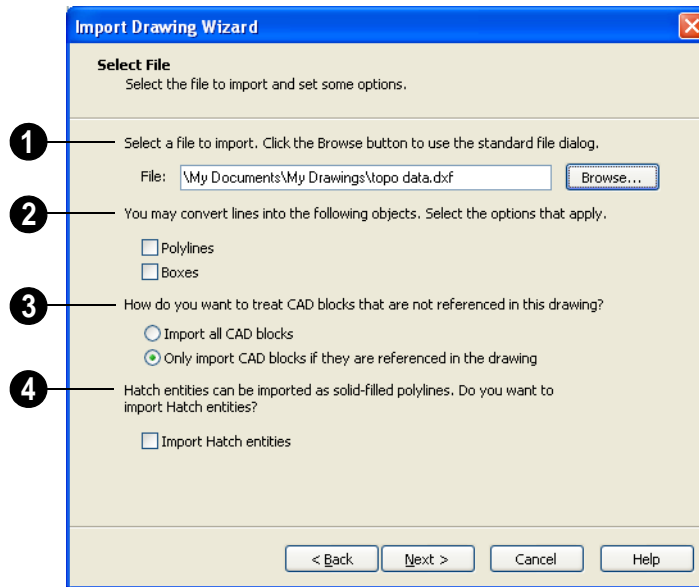 Import Drawing Wizard
Select File
Select the file to import and set some options.
1
Select a file to import. Click the Browse button to use the standard file dialog.
File: \My Documents\My Drawings\topo data.dxf Browse...
2
You may convert lines into the following objects. Select the options that apply.
Polylines
Boxes
3
How do you want to treat CAD blocks that are not referenced in this drawing?
Import all CAD blocks
Only import CAD blocks if they are referenced in the drawing
4
Hatch entities can be imported as solid-filled polylines. Do you want to
import Hatch entities?
Import Hatch entities
< Back Next > Cancel Help